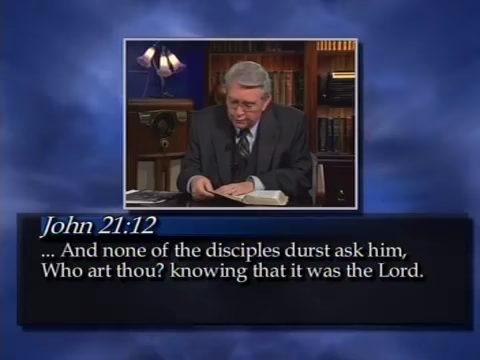 John 21:12
... And none of the disciples durst ask him,
Who art thou? knowing that it was the Lord.